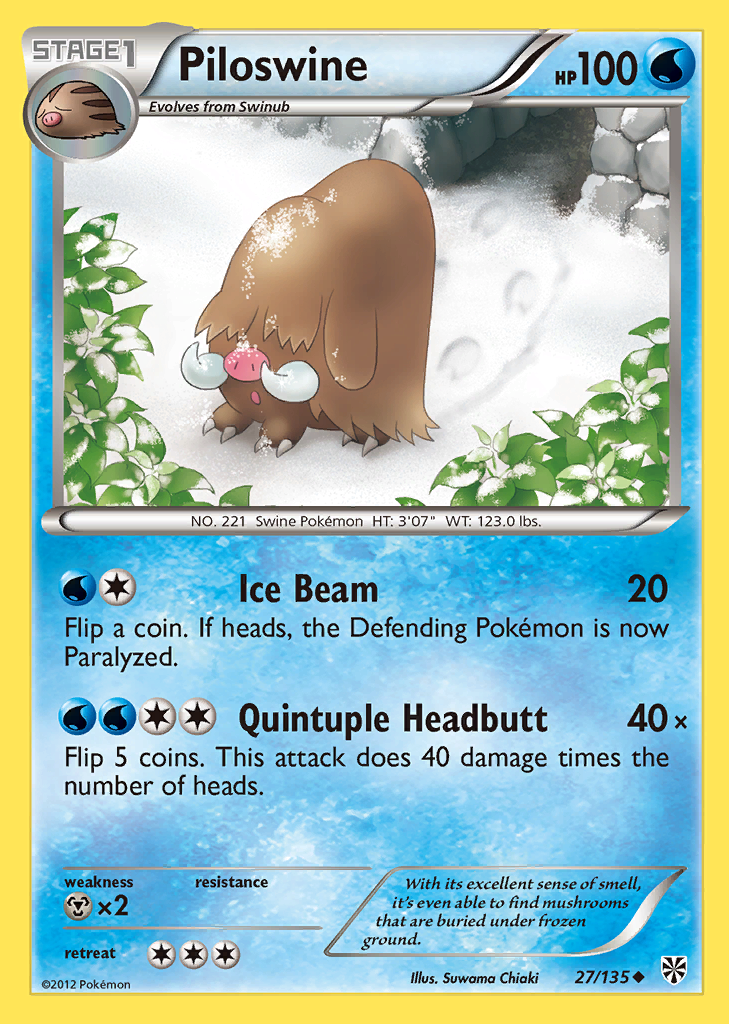 STAGE1
Piloswine
HP100
Evolves from Swinub
NO. 221 Swine Pokémon HT: 3'07" WT: 123.0 lbs.
Ice Beam 20
Flip a coin. If heads, the Defending Pokémon is now
Paralyzed.
Quintuple Headbutt 40×
Flip 5 coins. This attack does 40 damage times the
number of heads.
weakness resistance
×2
retreat
With its excellent sense of smell,
it's even able to find mushrooms
that are buried under frozen
ground.
Illus. Suwama Chiaki 27/135
©2012 Pokémon